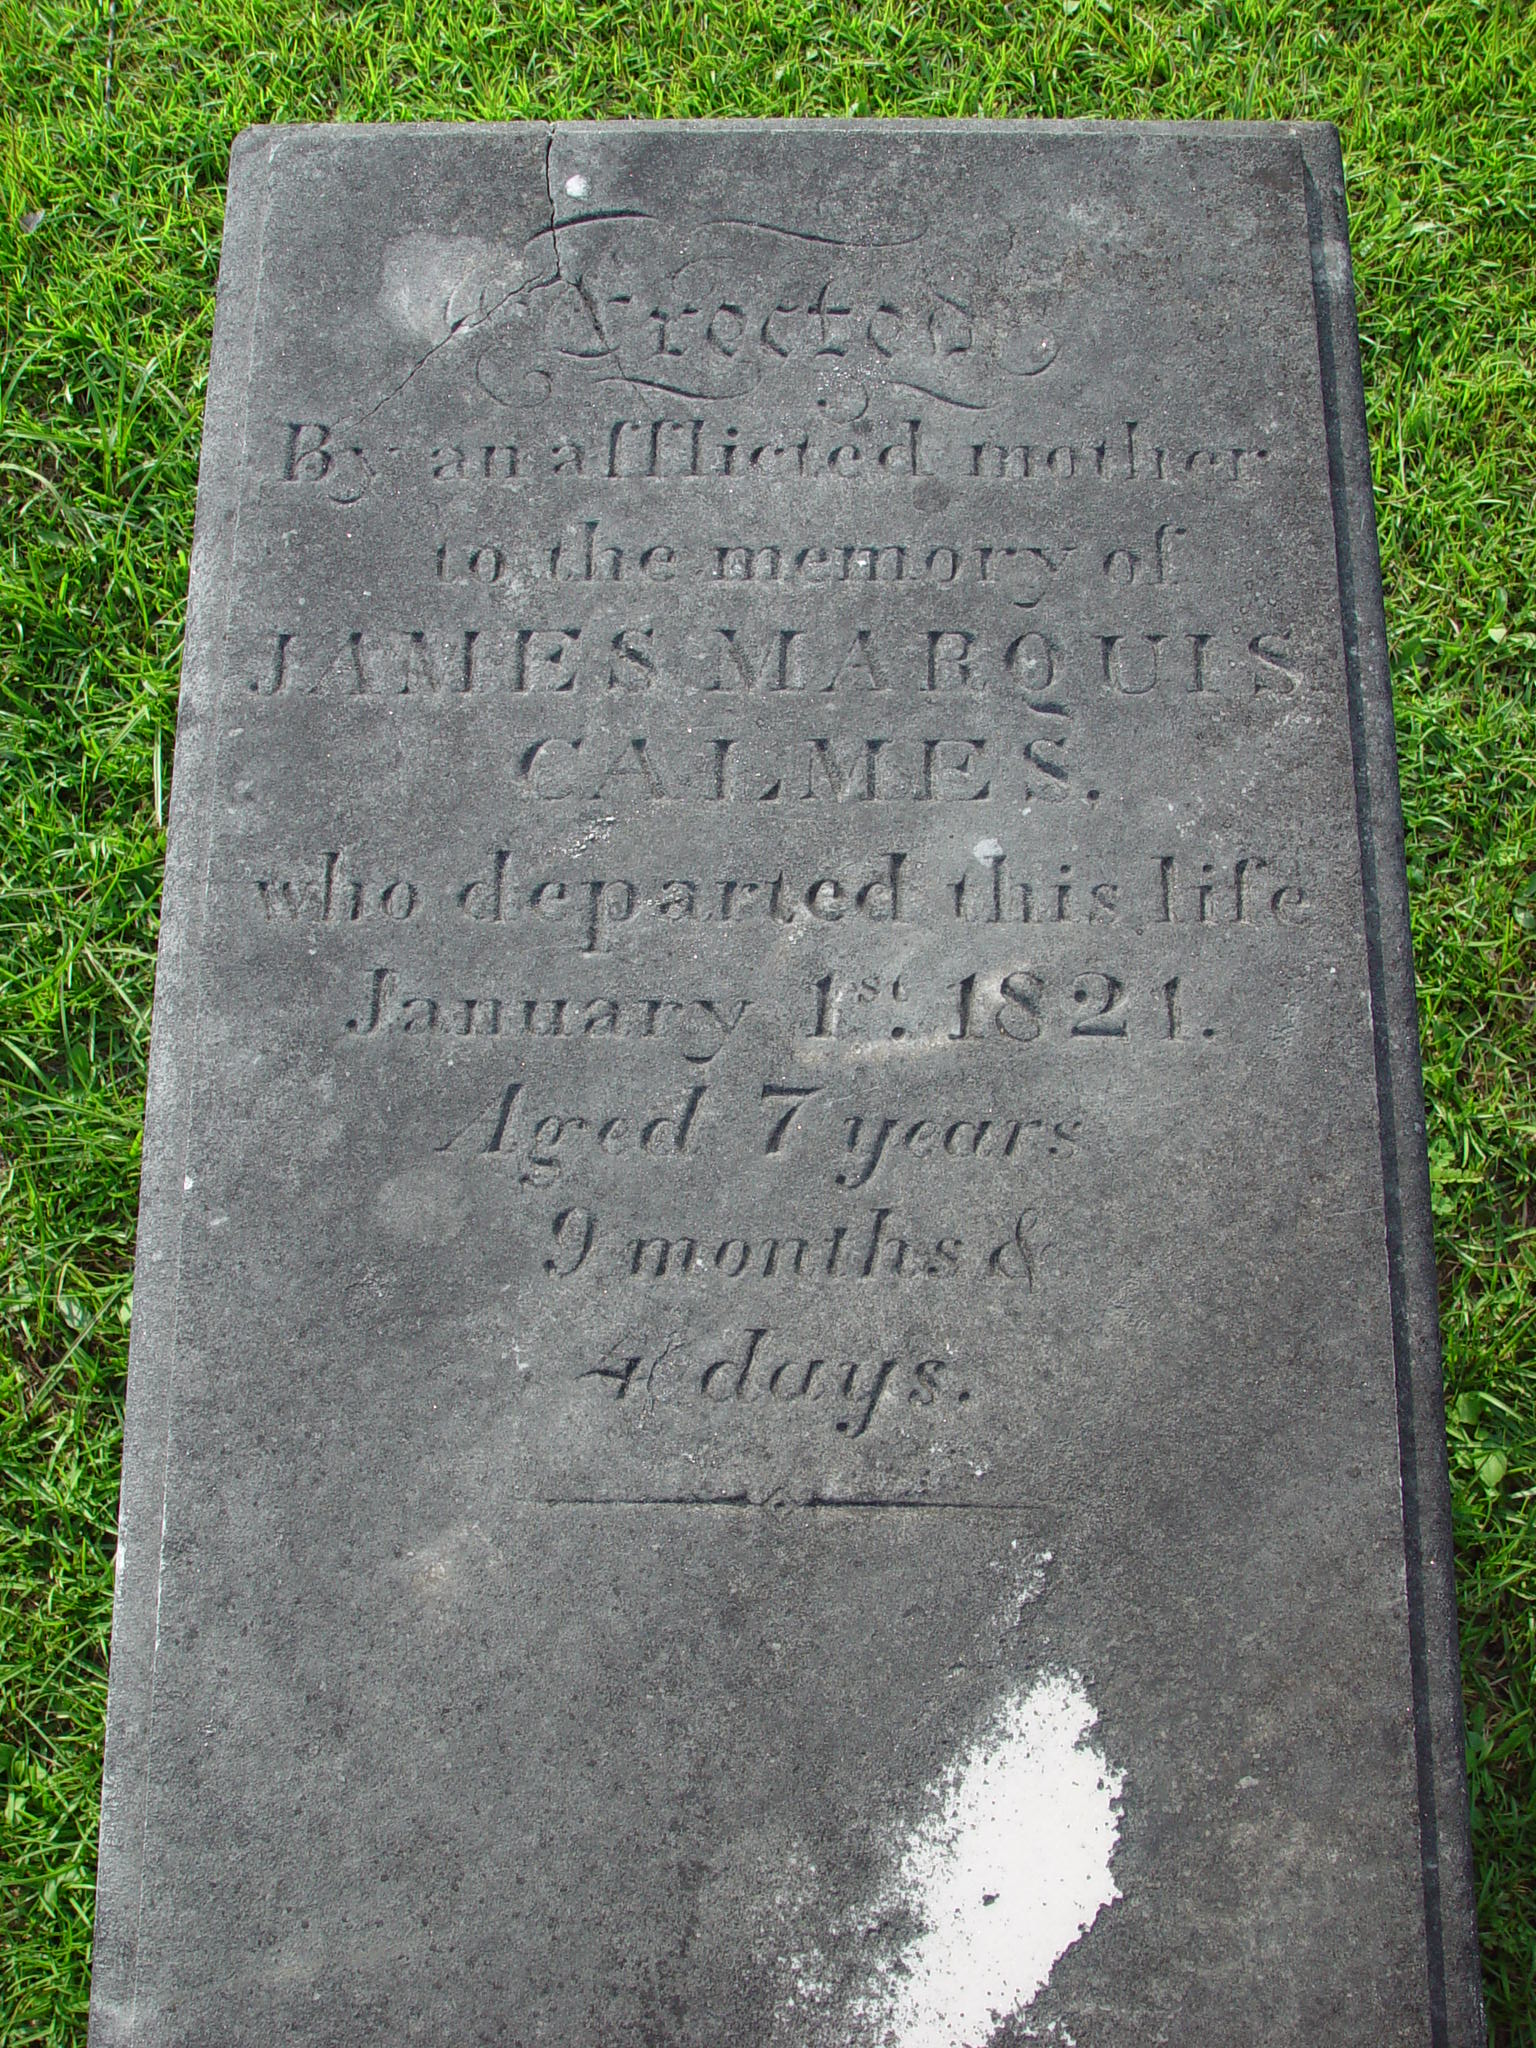 Erected
By an afflicted mother
to the memory of
JAMES MARQUIS
CALMES.
who departed this life
January 1st. 1821.
Aged 7 years
9 months &
4 days.